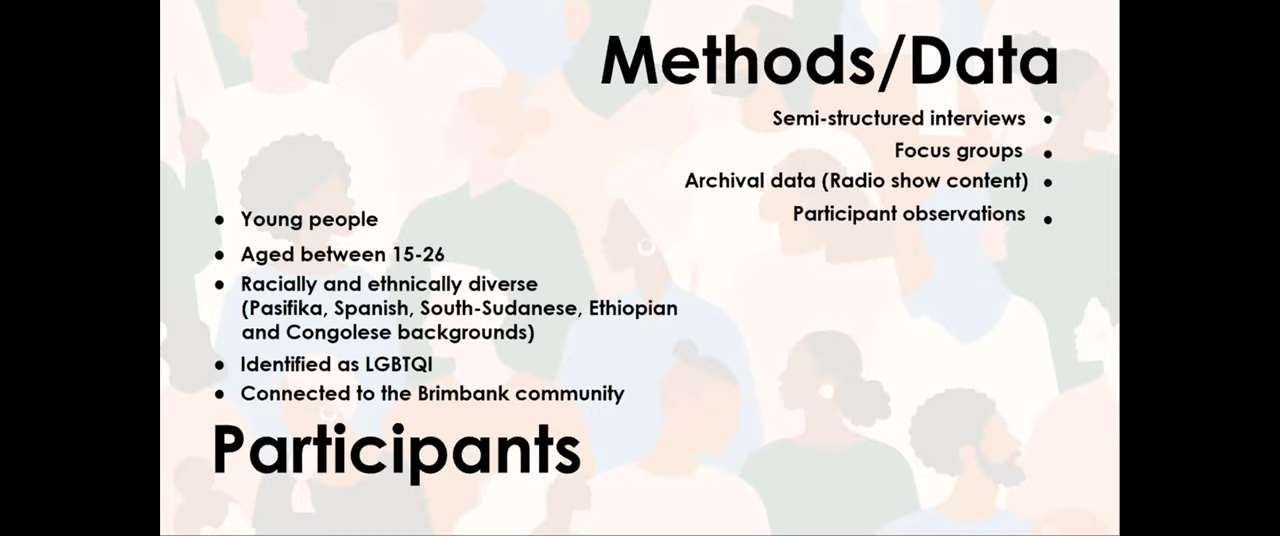 Methods/Data
Semi-structured interviews •
Focus groups •
Archival data (Radio show content) •
Participant observations •
• Young people
• Aged between 15-26
• Racially and ethnically diverse
(Pasifika, Spanish, South-Sudanese, Ethiopian
and Congolese backgrounds)
• Identified as LGBTQI
• Connected to the Brimbank community
Participants